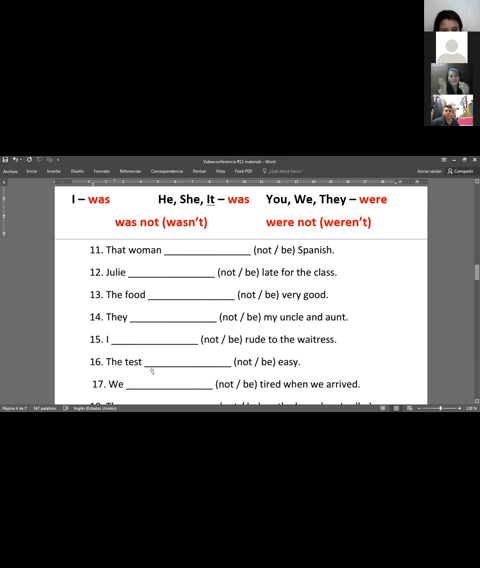 Videoconferencia #12 materials - Word
Archivo Inicio Insertar Diseño Formato Referencias Correspondencia Revisar Vista Foxit PDF ¿Qué desea hacer? Iniciar sesión Compartir
I – was He, She, It – was You, We, They – were
was not (wasn't) were not (weren't)
11. That woman ________________ (not / be) Spanish.
12. Julie ________________ (not / be) late for the class.
13. The food ________________ (not / be) very good.
14. They ________________ (not / be) my uncle and aunt.
15. I ________________ (not / be) rude to the waitress.
16. The test ________________ (not / be) easy.
17. We ________________ (not / be) tired when we arrived.
Página 4 de 7 347 palabras Inglés (Estados Unidos)